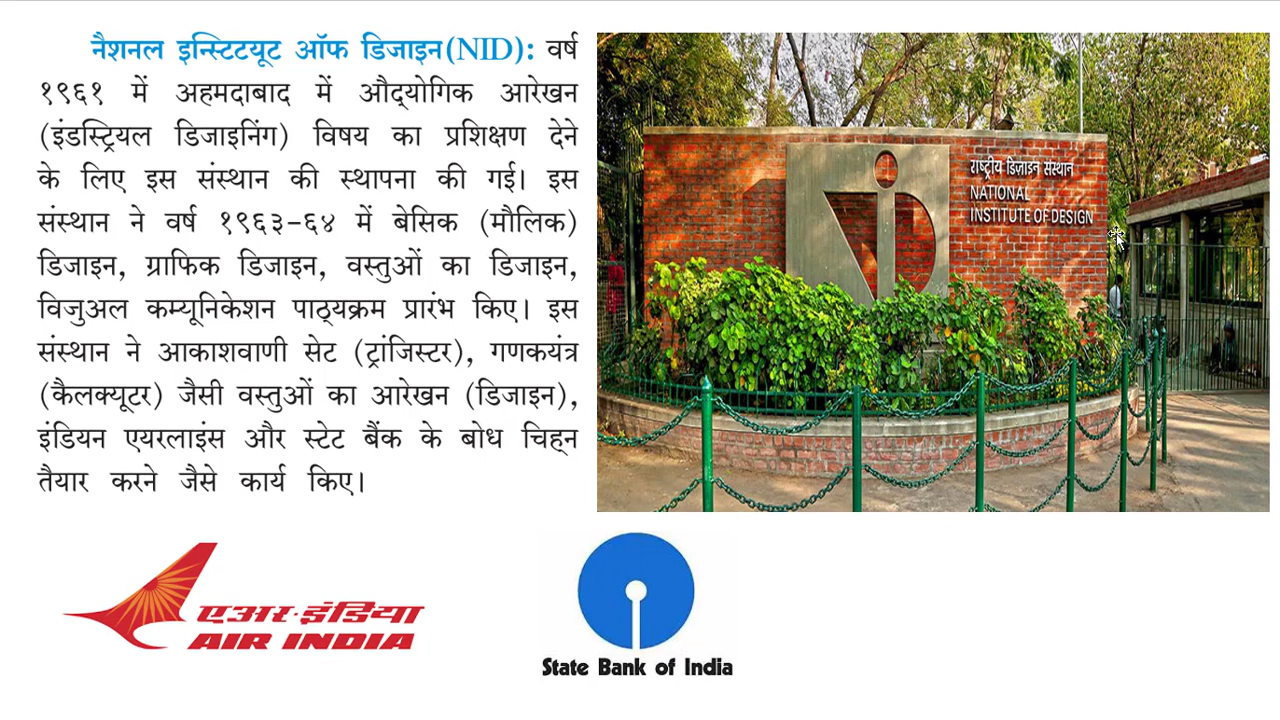 नैशनल इन्स्टिटयूट ऑफ डिजाइन(NID): वर्ष
१९६१ में अहमदाबाद में औद्योगिक आरेखन
(इंडस्ट्रियल डिजाइनिंग) विषय का प्रशिक्षण देने
के लिए इस संस्थान की स्थापना की गई। इस
संस्थान ने वर्ष १९६३-६४ में बेसिक (मौलिक)
डिजाइन, ग्राफिक डिजाइन, वस्तुओं का डिजाइन,
विजुअल कम्यूनिकेशन पाठ्यक्रम प्रारंभ किए। इस
संस्थान ने आकाशवाणी सेट (ट्रांजिस्टर), गणकयंत्र
(कैलक्यूटर) जैसी वस्तुओं का आरेखन (डिजाइन),
इंडियन एयरलाइंस और स्टेट बैंक के बोध चिह्न
तैयार करने जैसे कार्य किए।
राष्ट्रीय डिज़ाइन संस्थान
NATIONAL
INSTITUTE OF DESIGN
एअर-इंडिया
AIR INDIA
State Bank of India